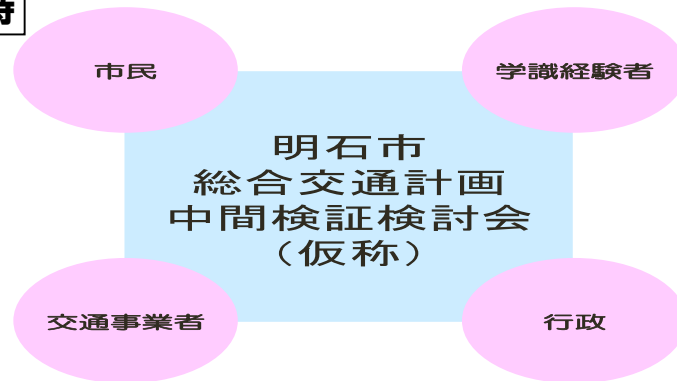 時
市民
学識経験者
明石市
総合交通計画
中間検証検討会
（仮称）
交通事業者
行政